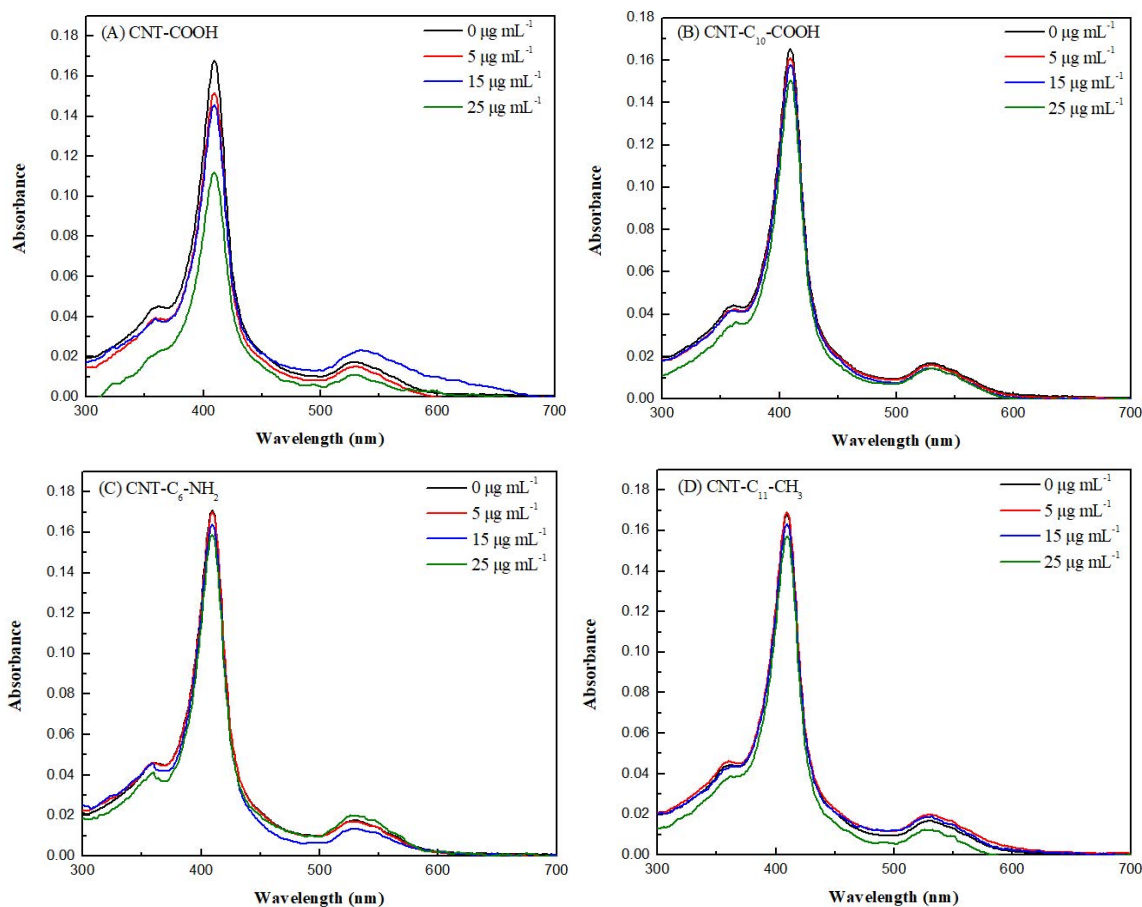 (A) CNT-COOH
0 μg mL⁻¹
5 μg mL⁻¹
15 μg mL⁻¹
25 μg mL⁻¹
Absorbance
0.18
0.16
0.14
0.12
0.10
0.08
0.06
0.04
0.02
0.00
300 400 500 600 700
Wavelength (nm)
(B) CNT-C₁₀-COOH
0 μg mL⁻¹
5 μg mL⁻¹
15 μg mL⁻¹
25 μg mL⁻¹
Absorbance
0.18
0.16
0.14
0.12
0.10
0.08
0.06
0.04
0.02
0.00
300 400 500 600 700
Wavelength (nm)
(C) CNT-C₆-NH₂
0 μg mL⁻¹
5 μg mL⁻¹
15 μg mL⁻¹
25 μg mL⁻¹
Absorbance
0.18
0.16
0.14
0.12
0.10
0.08
0.06
0.04
0.02
0.00
300 400 500 600 700
Wavelength (nm)
(D) CNT-C₁₁-CH₃
0 μg mL⁻¹
5 μg mL⁻¹
15 μg mL⁻¹
25 μg mL⁻¹
Absorbance
0.18
0.16
0.14
0.12
0.10
0.08
0.06
0.04
0.02
0.00
300 400 500 600 700
Wavelength (nm)